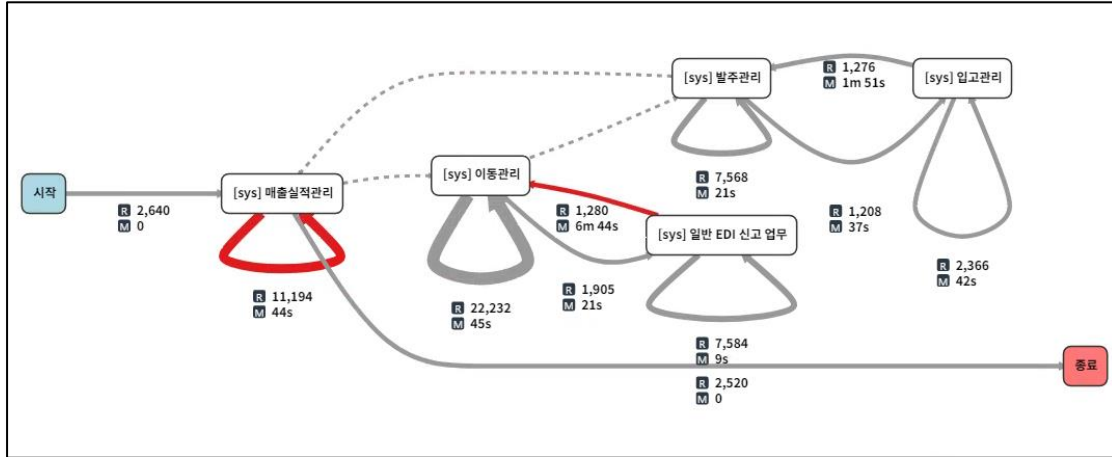 [sys] 발주관리
[sys] 입고관리
R 1,276
M 1m 51s
시작
R 2,640
M 0
[sys] 매출실적관리
[sys] 이동관리
R 7,568
M 21s
R 1,280
M 6m 44s
[sys] 일반 EDI 신고 업무
R 1,208
M 37s
R 2,366
M 42s
R 11,194
M 44s
R 22,232
M 45s
R 1,905
M 21s
R 7,584
M 9s
R 2,520
M 0
종료